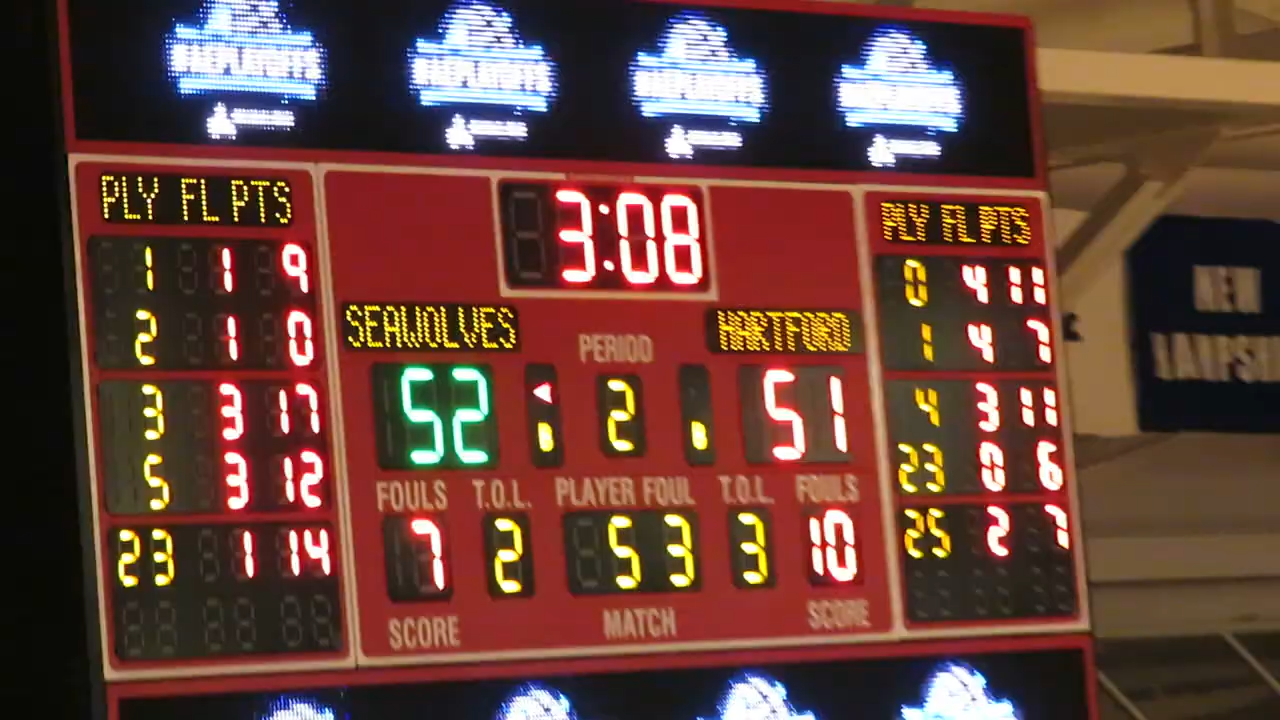 PLY FL PTS
1 1 9
2 1 0
3 3 17
5 3 12
23 1 14
3:08
SEAWOLVES
PERIOD
HARTFORD
52 2 51
FOULS T.O.L. PLAYER FOUL T.O.L. FOULS
7 2 5 3 3 10
SCORE MATCH SCORE
PLY FL PTS
0 4 11
1 4 7
4 3 11
23 0 6
25 2 7
NEW